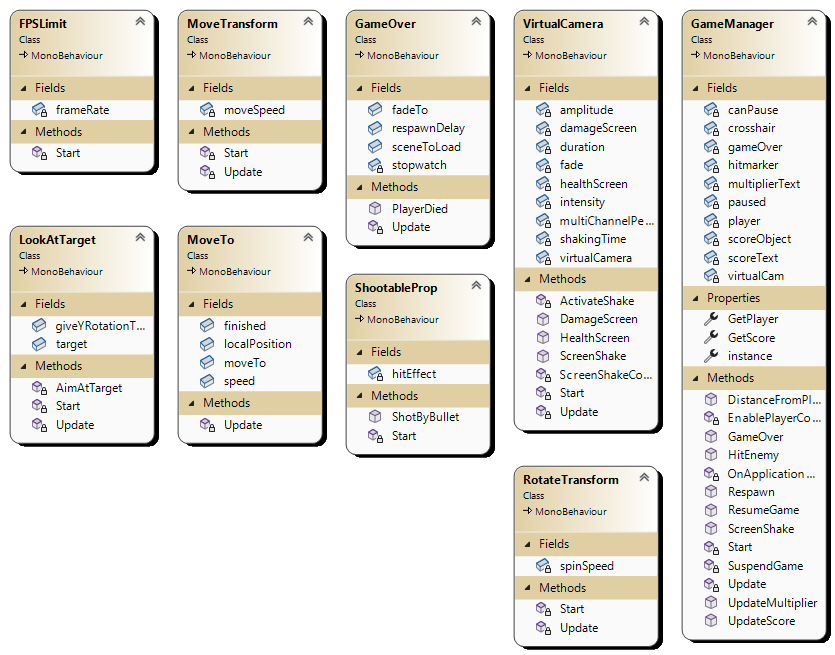 FPSLimit
Class
MonoBehaviour
Fields
frameRate
Methods
Start
MoveTransform
Class
MonoBehaviour
Fields
moveSpeed
Methods
Start
Update
GameOver
Class
MonoBehaviour
Fields
fadeTo
respawnDelay
sceneToLoad
stopwatch
Methods
PlayerDied
Update
VirtualCamera
Class
MonoBehaviour
Fields
amplitude
damageScreen
duration
fade
healthScreen
intensity
multiChannelPe...
shakingTime
virtualCamera
Methods
ActivateShake
DamageScreen
HealthScreen
ScreenShake
ScreenShakeCo...
Start
Update
GameManager
Class
MonoBehaviour
Fields
canPause
crosshair
gameOver
hitmarker
multiplierText
paused
player
scoreObject
scoreText
virtualCam
Properties
GetPlayer
GetScore
instance
Methods
DistanceFromPl...
EnablePlayerCo...
GameOver
HitEnemy
OnApplication ...
Respawn
ResumeGame
ScreenShake
Start
SuspendGame
Update
UpdateMultiplier
UpdateScore
LookAtTarget
Class
MonoBehaviour
Fields
giveYRotationT...
target
Methods
AimAtTarget
Start
Update
MoveTo
Class
MonoBehaviour
Fields
finished
localPosition
moveTo
speed
Methods
Update
ShootableProp
Class
MonoBehaviour
Fields
hitEffect
Methods
ShotByBullet
Start
RotateTransform
Class
MonoBehaviour
Fields
spinSpeed
Methods
Start
Update